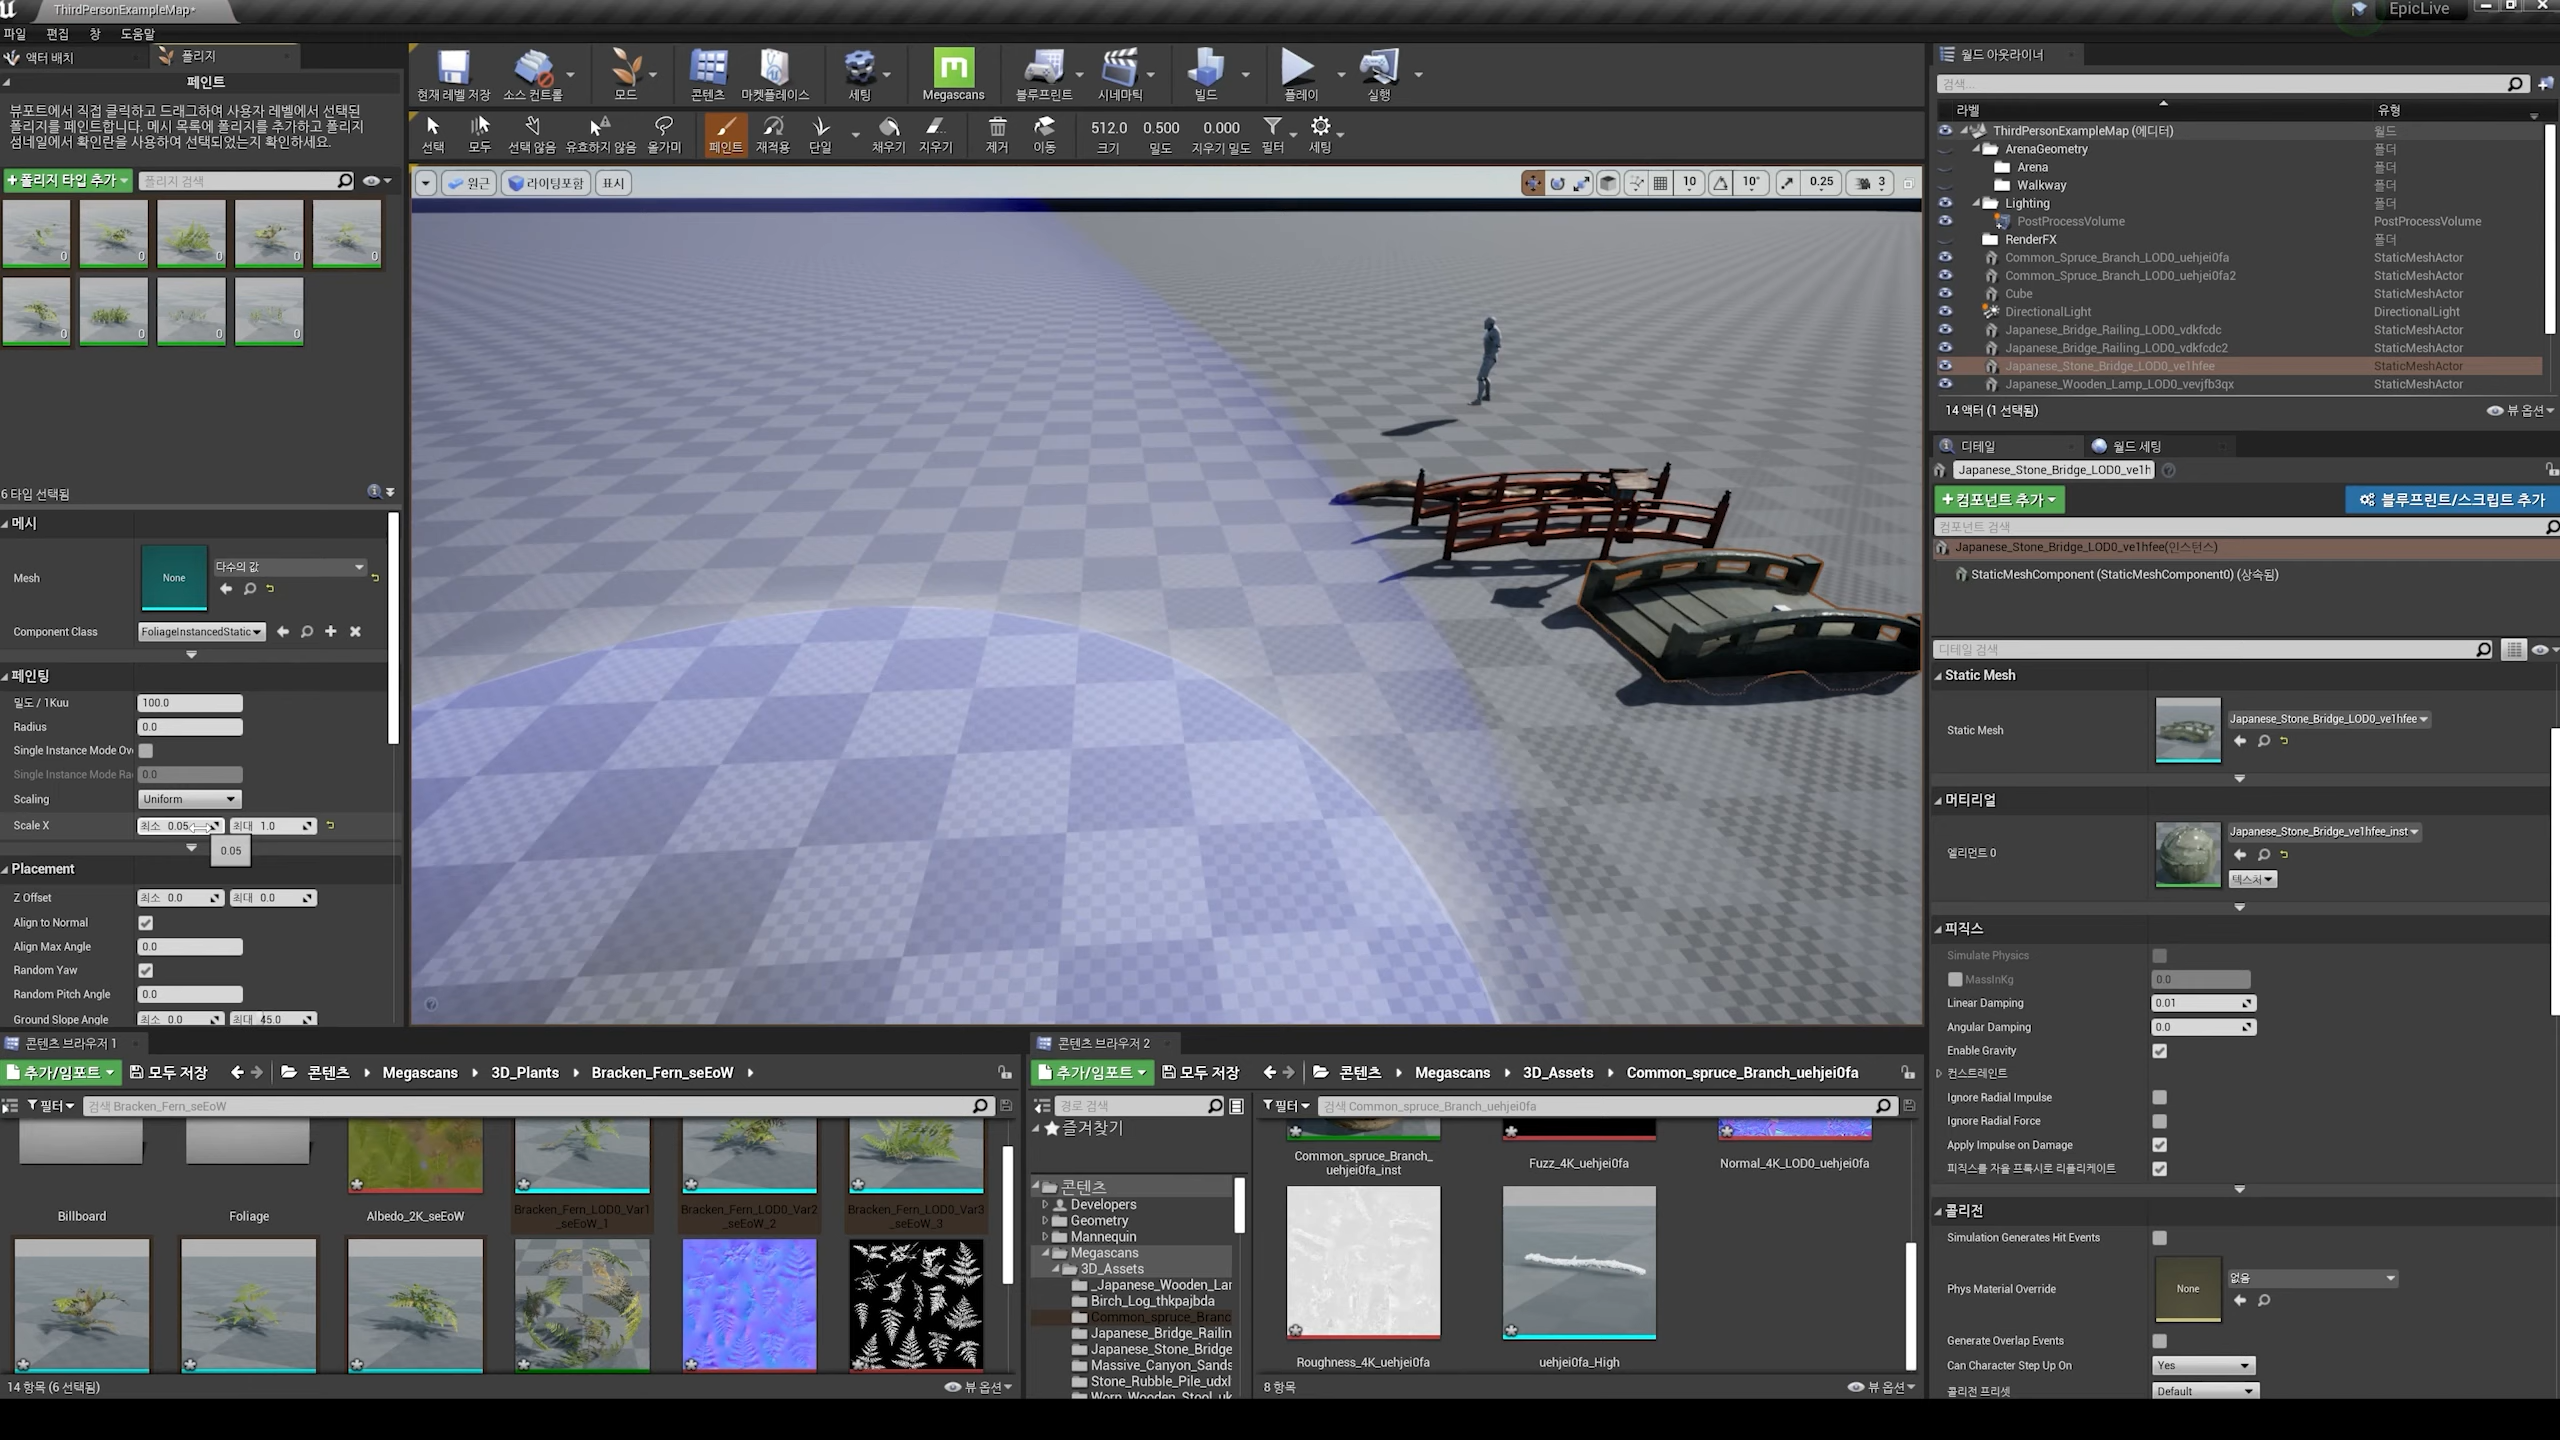 ThirdPersonExampleMap*
EpicLive
파일 편집 창 도움말
액터 배치
폴리지
페인트
뷰포트에서 직접 클릭하고 드래그하여 사용자 레벨에서 선택된
폴리지를 페인트합니다. 메시 목록에 폴리지를 추가하고 폴리지
섬네일에서 확인란을 사용하여 선택되었는지 확인하세요.
+폴리지 타입 추가
폴리지 검색
0 0 0 0 0
0 0 0 0
6 타입 선택됨
메시
Mesh
None
다수의 값
Component Class
FoliageInstancedStatic
페인팅
밀도 / 1Kuu 100.0
Radius 0.0
Single Instance Mode Ov
Single Instance Mode Ra 0.0
Scaling Uniform
Scale X 최소 0.05 최대 1.0
0.05
Placement
Z Offset 최소 0.0 최대 0.0
Align to Normal
Align Max Angle 0.0
Random Yaw
Random Pitch Angle 0.0
Ground Slope Angle 최소 0.0 최대 45.0
현재 레벨 저장 소스 컨트롤 모드 콘텐츠 마켓플레이스 세팅 Megascans 블루프린트 시네마틱 빌드 플레이 실행
선택 모두 선택 않음 유효하지 않음 올가미 페인트 재적용 단일 채우기 지우기 제거 이동
512.0 0.500 0.000
크기 밀도 지우기 밀도 필터 세팅
원근 라이팅포함 표시
10 10° 0.25 3
월드 아웃라이너
검색...
라벨 유형
ThirdPersonExampleMap (에디터) 월드
ArenaGeometry 폴더
Arena 폴더
Walkway 폴더
Lighting 폴더
PostProcessVolume PostProcessVolume
RenderFX 폴더
Common_Spruce_Branch_LOD0_uehjei0fa StaticMeshActor
Common_Spruce_Branch_LOD0_uehjei0fa2 StaticMeshActor
Cube StaticMeshActor
DirectionalLight DirectionalLight
Japanese_Bridge_Railing_LOD0_vdkfcdc StaticMeshActor
Japanese_Bridge_Railing_LOD0_vdkfcdc2 StaticMeshActor
Japanese_Stone_Bridge_LOD0_ve1hfee StaticMeshActor
Japanese_Wooden_Lamp_LOD0_vevjfb3qx StaticMeshActor
14 액터 (1 선택됨)
뷰 옵션
디테일 월드 세팅
Japanese_Stone_Bridge_LOD0_ve1h
+컴포넌트 추가
블루프린트/스크립트 추가
컴포넌트 검색
Japanese_Stone_Bridge_LOD0_ve1hfee(인스턴스)
StaticMeshComponent (StaticMeshComponent0) (상속됨)
디테일 검색
Static Mesh
Static Mesh
Japanese_Stone_Bridge_LOD0_ve1hfee
머티리얼
엘리먼트 0
Japanese_Stone_Bridge_ve1hfee_inst
텍스처
피직스
Simulate Physics
MassInKg 0.0
Linear Damping 0.01
Angular Damping 0.0
Enable Gravity
컨스트레인트
Ignore Radial Impulse
Ignore Radial Force
Apply Impulse on Damage
피직스를 자율 프록시로 리플리케이트
콜리전
Simulation Generates Hit Events
Phys Material Override
None
없음
Generate Overlap Events
Can Character Step Up On Yes
콜리전 프리셋 Default
콘텐츠 브라우저 1
추가/임포트 모두 저장 콘텐츠 Megascans 3D_Plants Bracken_Fern_seEoW
필터 검색 Bracken_Fern_seEoW
Billboard
Foliage
Albedo_2K_seEoW
Bracken_Fern_LOD0_Var1
_seEoW_1
Bracken_Fern_LOD0_Var2
_seEoW_2
Bracken_Fern_LOD0_Var3
_seEoW_3
14 항목 (6 선택됨)
뷰 옵션
콘텐츠 브라우저 2
추가/임포트 모두 저장 콘텐츠 Megascans 3D_Assets Common_spruce_Branch_uehjei0fa
경로 검색
필터 검색 Common_spruce_Branch_uehjei0fa
즐겨찾기
콘텐츠
Developers
Geometry
Mannequin
Megascans
3D_Assets
_Japanese_Wooden_Lar
Birch_Log_thkpajbda
Common_spruce_Branc
Japanese_Bridge_Railin
Japanese_Stone_Bridge
Massive_Canyon_Sands
Stone_Rubble_Pile_udxl
Worn_Wooden_Stool_uk
Common_spruce_Branch_
uehjei0fa_inst
Fuzz_4K_uehjei0fa
Normal_4K_LOD0_uehjei0fa
Roughness_4K_uehjei0fa
uehjei0fa_High
8 항목
뷰 옵션